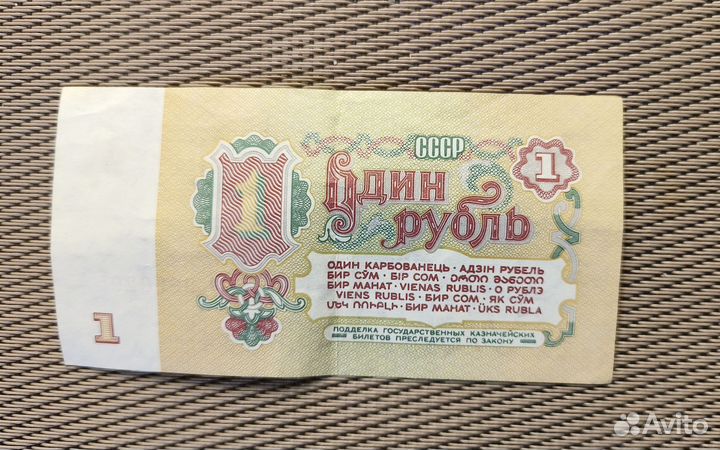 СССР
1
1
Один
рубль
ОДИН КАРБОВАНЕЦЬ · АДЗІН РУБЕЛЬ
БИР СЎМ · БІР СОМ · ᲔᲠᲗᲘ ᲛᲐᲜᲔᲗᲘ
БИР МАНАТ · VIENAS RUBLIS · О РУБЛЭ
VIENS RUBLIS · БИР СОМ · ЯК СЎМ
ՄԵԿ ՌՈՒԲԼԻ · БИР МАНАТ · ÜKS RUBLA
1
ПОДДЕЛКА ГОСУДАРСТВЕННЫХ КАЗНАЧЕЙСКИХ
БИЛЕТОВ ПРЕСЛЕДУЕТСЯ ПО ЗАКОНУ
Avito